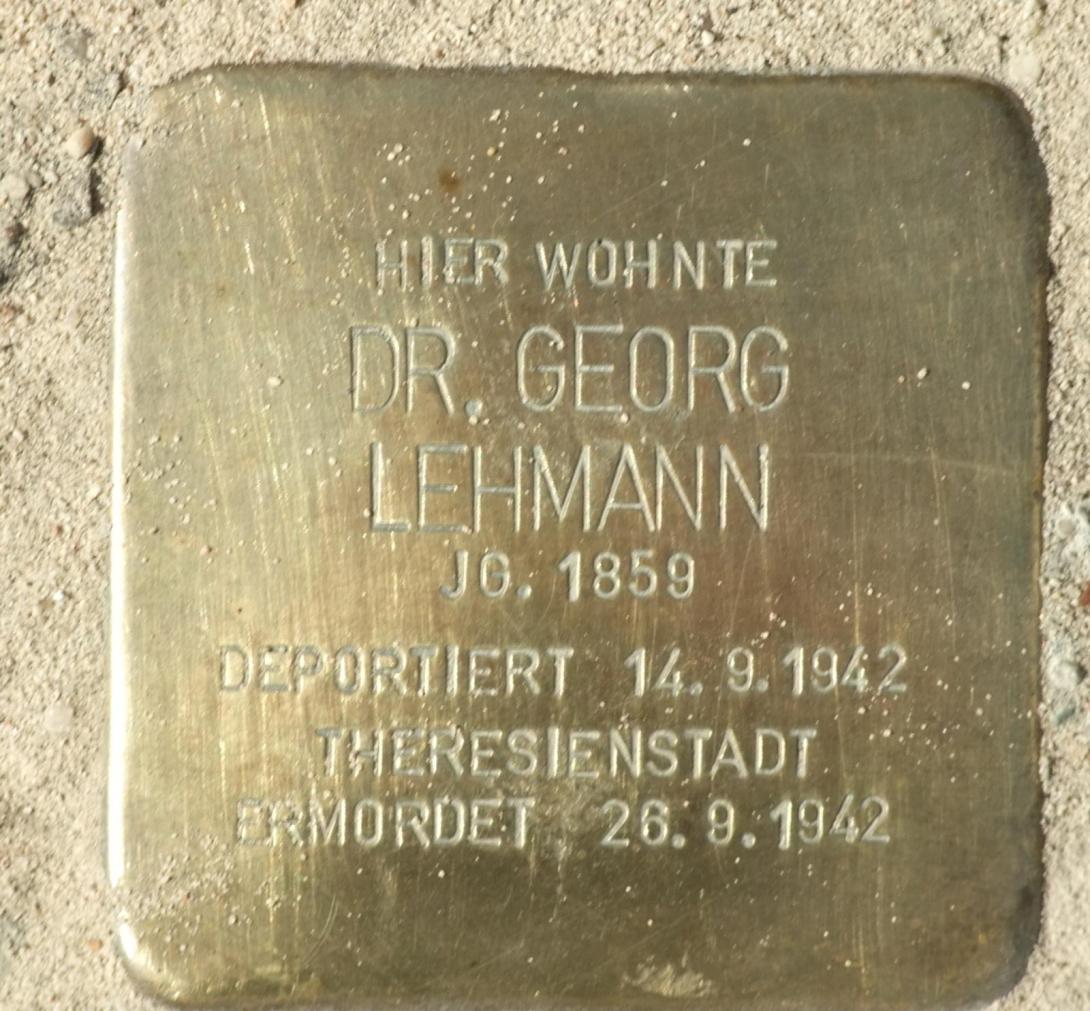 HIER WOHNTE
DR. GEORG
LEHMANN
JG. 1859
DEPORTIERT 14. 9. 1942
THERESIENSTADT
ERMORDET 26. 9. 1942